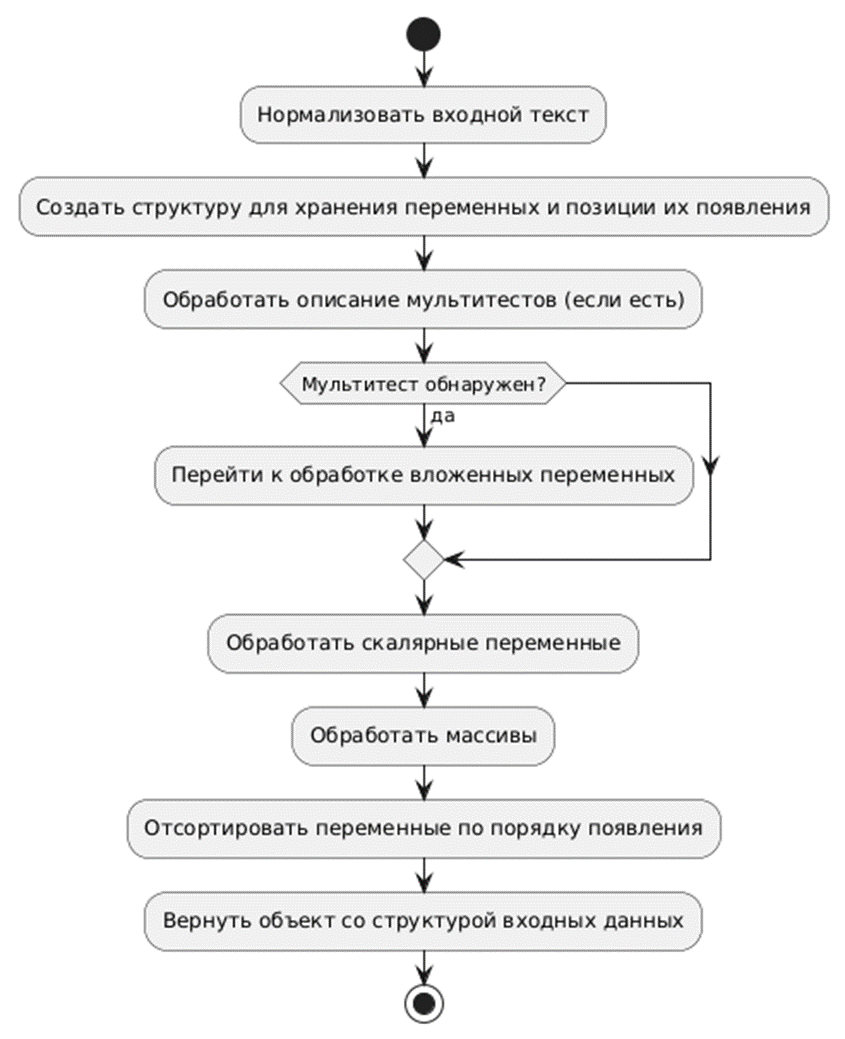 Нормализовать входной текст
Создать структуру для хранения переменных и позиции их появления
Обработать описание мультитестов (если есть)
Мультитест обнаружен?
да
Перейти к обработке вложенных переменных
Обработать скалярные переменные
Обработать массивы
Отсортировать переменные по порядку появления
Вернуть объект со структурой входных данных